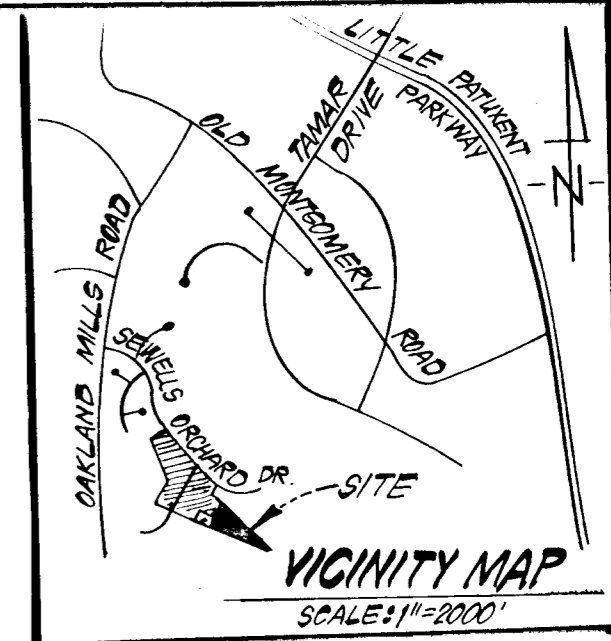 LITTLE PATUXENT
PARKWAY
TAMAR
DRIVE
OLD MONTGOMERY ROAD
N
OAKLAND MILLS ROAD
SEWELLS ORCHARD DR.
SITE
VICINITY MAP
SCALE: 1"=2000'